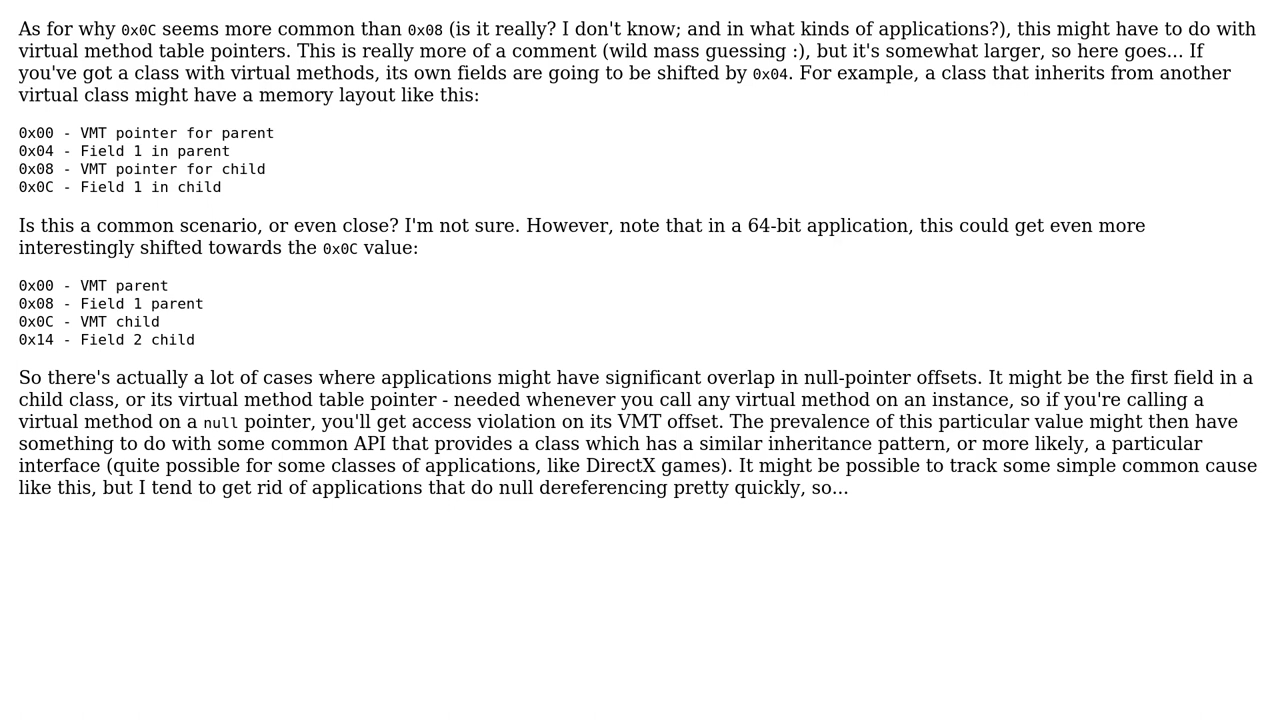 As for why 0x0C seems more common than 0x08 (is it really? I don't know; and in what kinds of applications?), this might have to do with
virtual method table pointers. This is really more of a comment (wild mass guessing :), but it's somewhat larger, so here goes... If
you've got a class with virtual methods, its own fields are going to be shifted by 0x04. For example, a class that inherits from another
virtual class might have a memory layout like this:
0x00 - VMT pointer for parent
0x04 - Field 1 in parent
0x08 - VMT pointer for child
0x0C - Field 1 in child
Is this a common scenario, or even close? I'm not sure. However, note that in a 64-bit application, this could get even more
interestingly shifted towards the 0x0C value:
0x00 - VMT parent
0x08 - Field 1 parent
0x0C - VMT child
0x14 - Field 2 child
So there's actually a lot of cases where applications might have significant overlap in null-pointer offsets. It might be the first field in a
child class, or its virtual method table pointer - needed whenever you call any virtual method on an instance, so if you're calling a
virtual method on a null pointer, you'll get access violation on its VMT offset. The prevalence of this particular value might then have
something to do with some common API that provides a class which has a similar inheritance pattern, or more likely, a particular
interface (quite possible for some classes of applications, like DirectX games). It might be possible to track some simple common cause
like this, but I tend to get rid of applications that do null dereferencing pretty quickly, so...